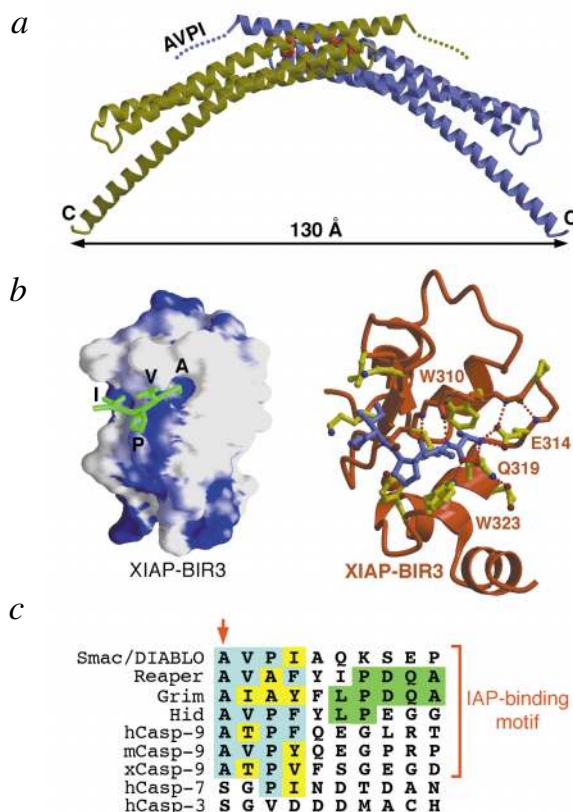 a
AVPI
C
C
130 Å
b
I
V
A
P
XIAP-BIR3
W310
E314
Q319
W323
XIAP-BIR3
c
Smac/DIABLO A V P I A Q K S E P
Reaper A V A F Y I P D Q A
Grim A I A Y F L P D Q A
Hid A V P F Y L P E G G
hCasp-9 A T P F Q E G L R T
mCasp-9 A V P Y Q E G P R P
xCasp-9 A T P V F S G E G D
hCasp-7 S G P I N D T D A N
hCasp-3 S G V D D D M A C H
IAP-binding
motif